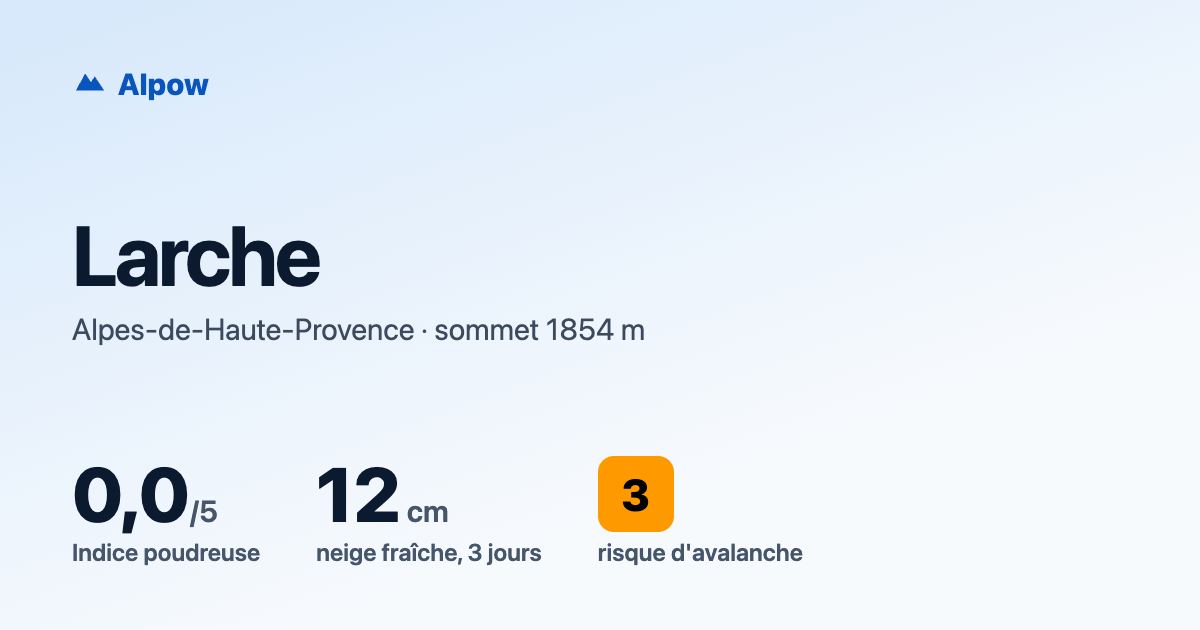 Alpow
Larche
Alpes-de-Haute-Provence · sommet 1854 m
0,0/5
Indice poudreuse
12 cm
neige fraîche, 3 jours
3
risque d'avalanche